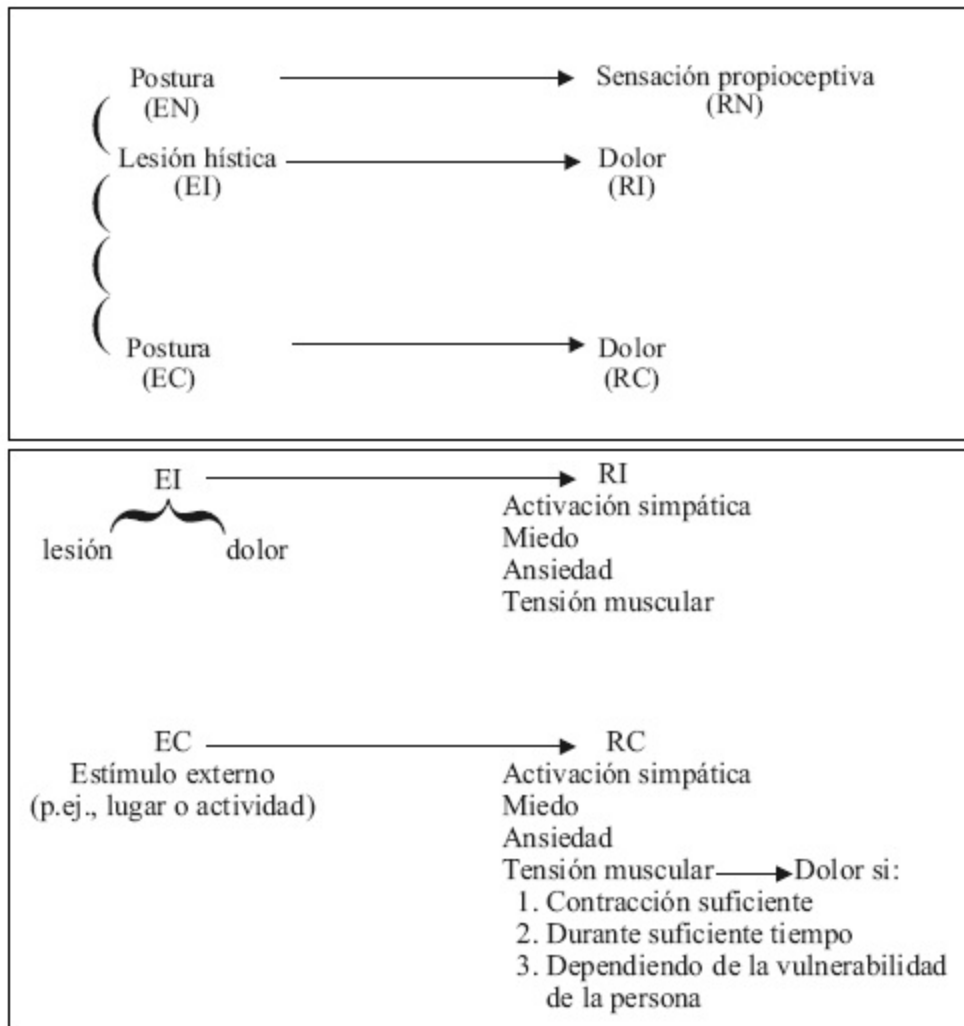 Postura Sensación propioceptiva
(EN) (RN)
Lesión hística Dolor
(EI) (RI)
Postura Dolor
(EC) (RC)
EI RI
lesión dolor
Activación simpática
Miedo
Ansiedad
Tensión muscular
EC RC
Estímulo externo
(p.ej., lugar o actividad)
Activación simpática
Miedo
Ansiedad
Tensión muscular Dolor si:
1. Contracción suficiente
2. Durante suficiente tiempo
3. Dependiendo de la vulnerabilidad
de la persona